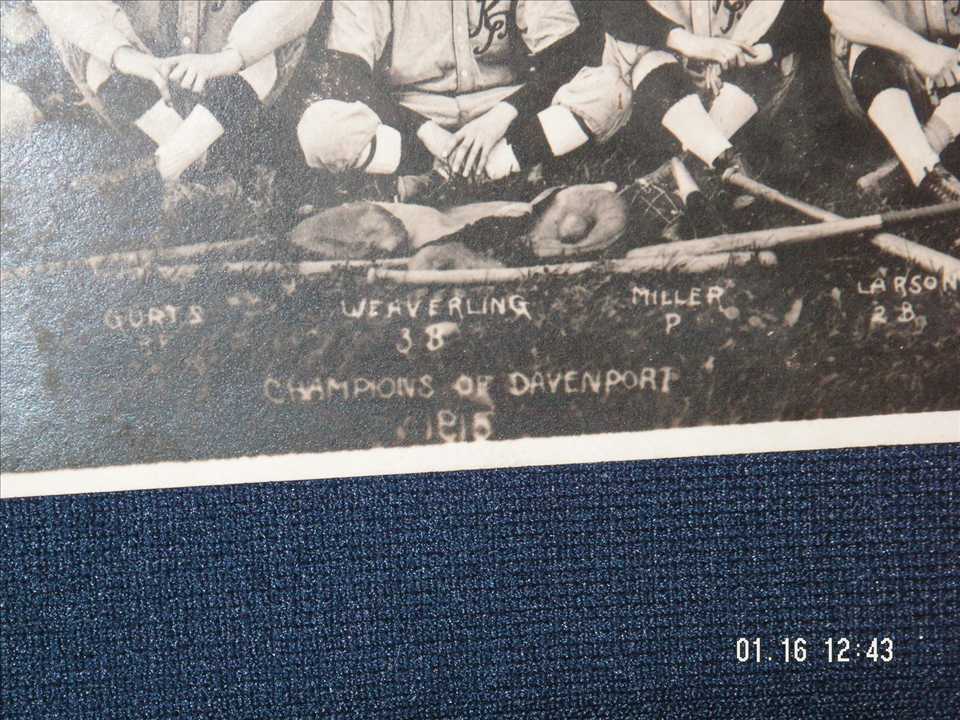 GURTS WEAVERLING MILLER LARSON
3 B P 2 B.
CHAMPIONS OF DAVENPORT
1915
01.16 12:43